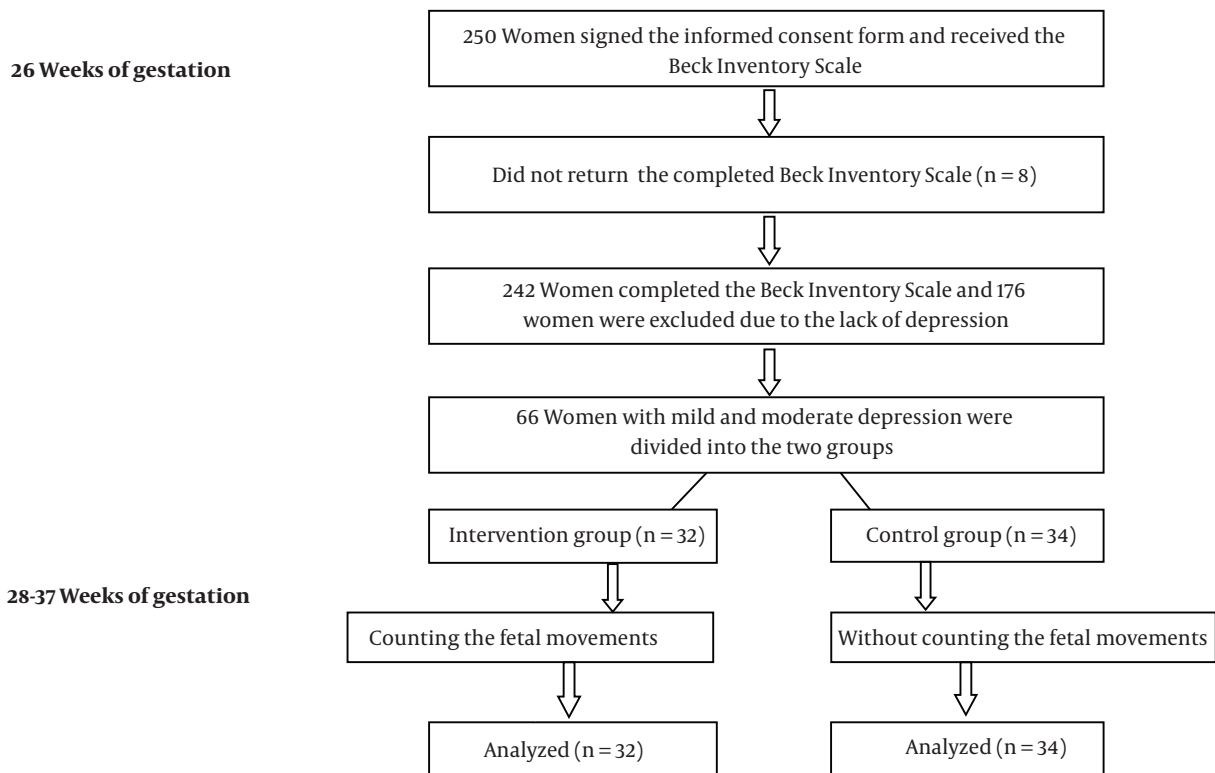 250 Women signed the informed consent form and received the
Beck Inventory Scale
26 Weeks of gestation
Did not return the completed Beck Inventory Scale (n = 8)
242 Women completed the Beck Inventory Scale and 176
women were excluded due to the lack of depression
66 Women with mild and moderate depression were
divided into the two groups
Intervention group (n = 32)
Control group (n = 34)
28-37 Weeks of gestation
Counting the fetal movements
Without counting the fetal movements
Analyzed (n = 32)
Analyzed (n = 34)